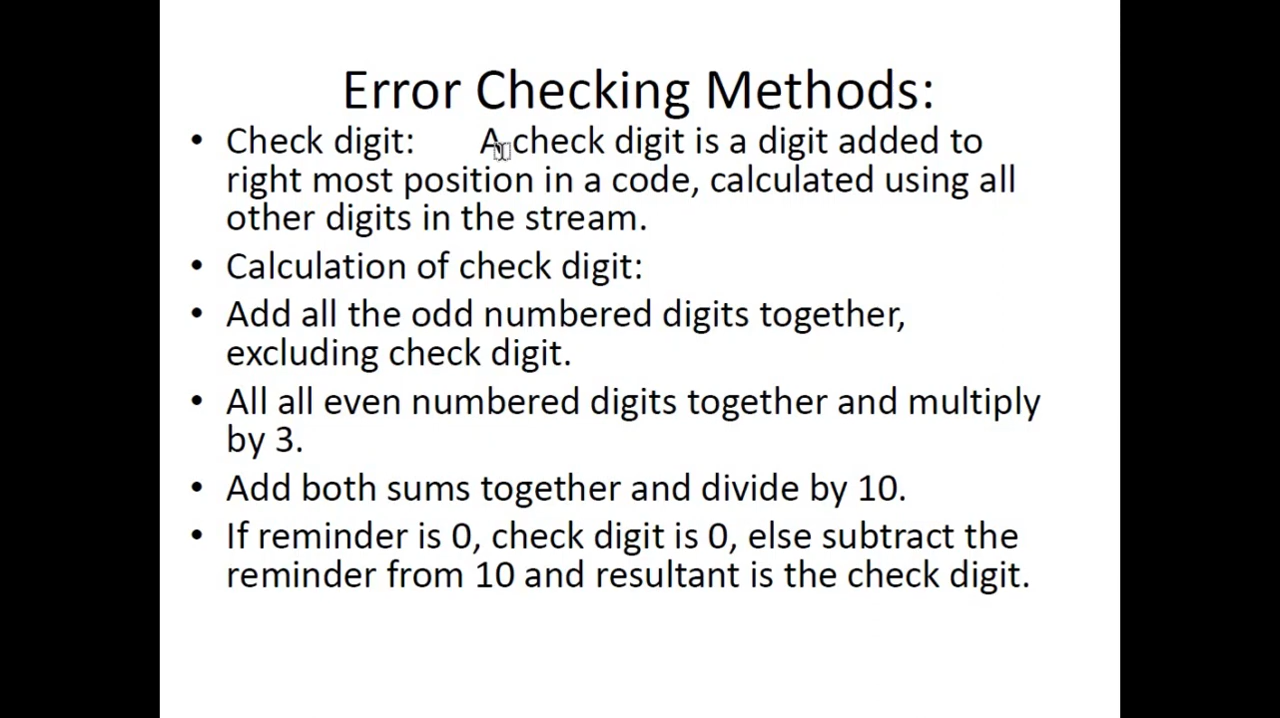 Error Checking Methods:
• Check digit: A check digit is a digit added to
right most position in a code, calculated using all
other digits in the stream.
• Calculation of check digit:
• Add all the odd numbered digits together,
excluding check digit.
• All all even numbered digits together and multiply
by 3.
• Add both sums together and divide by 10.
• If reminder is 0, check digit is 0, else subtract the
reminder from 10 and resultant is the check digit.